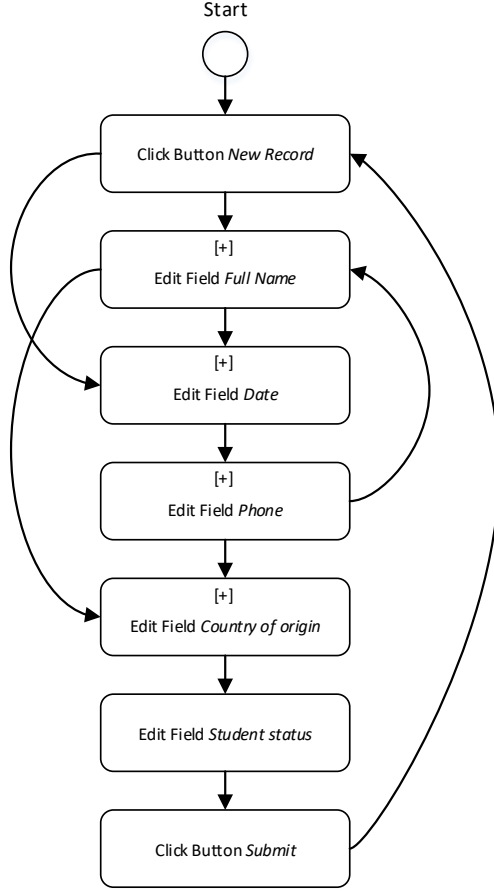 Start
Click Button New Record
[+]
Edit Field Full Name
[+]
Edit Field Date
[+]
Edit Field Phone
[+]
Edit Field Country of origin
Edit Field Student status
Click Button Submit